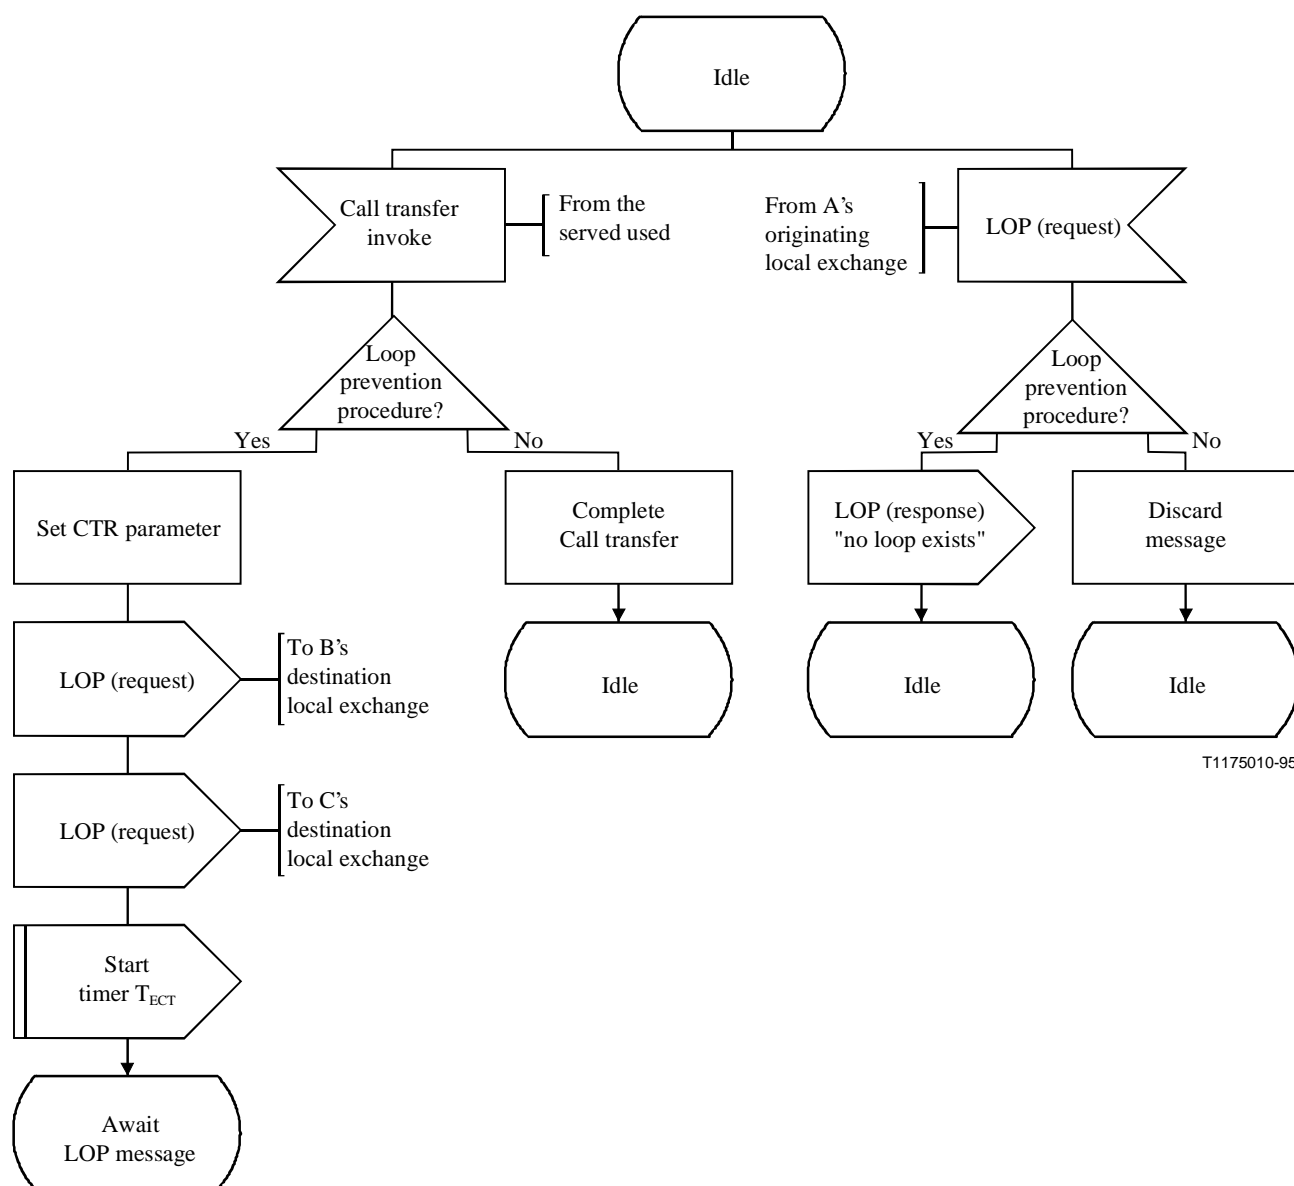 Idle
Call transfer
invoke
From the
served used
From A's
originating
local exchange
LOP (request)
Loop
prevention
procedure?
Loop
prevention
procedure?
Yes
No
Yes
No
Set CTR parameter
Complete
Call transfer
LOP (response)
"no loop exists"
Discard
message
LOP (request)
To B's
destination
local exchange
Idle
Idle
Idle
T1175010-95
LOP (request)
To C's
destination
local exchange
Start
timer TECT
Await
LOP message